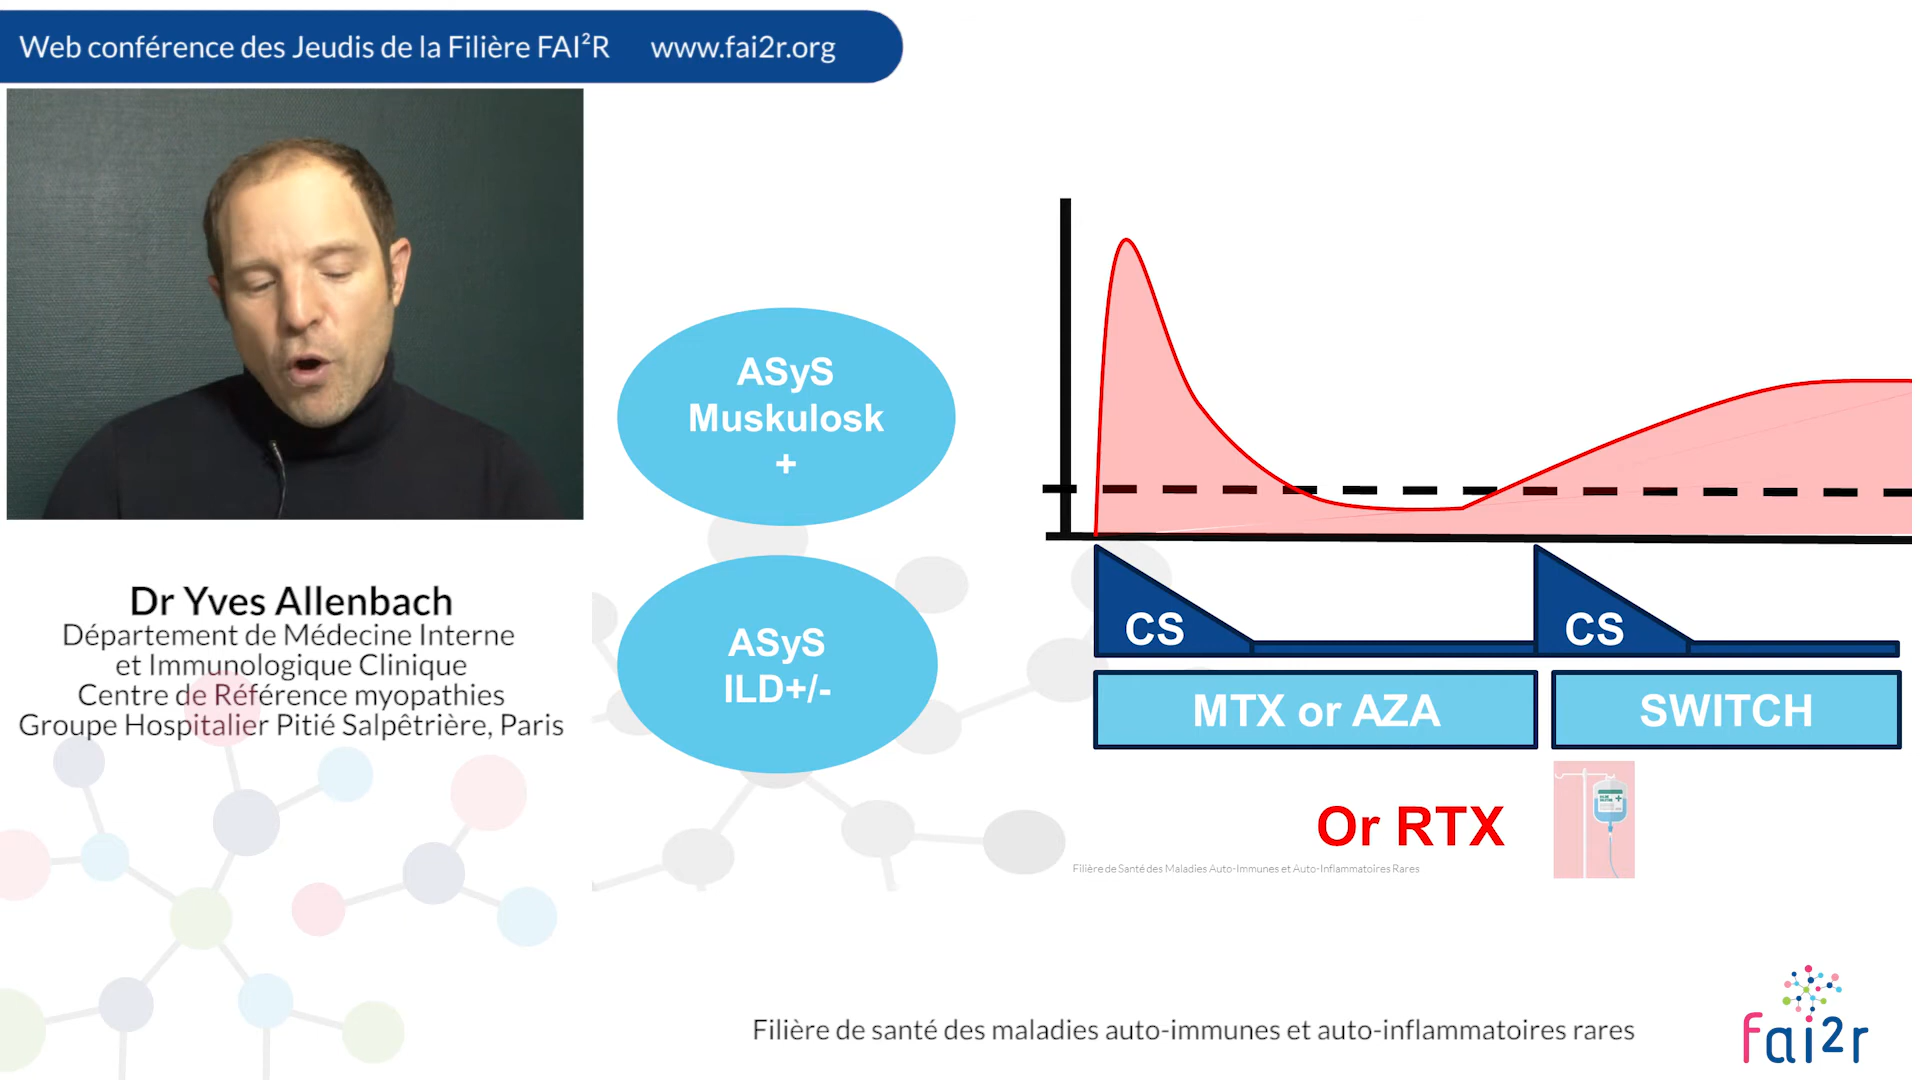 Web conférence des Jeudis de la Filière FAI²R www.fai2r.org
Dr Yves Allenbach
Département de Médecine Interne
et Immunologique Clinique
Centre de Référence myopathies
Groupe Hospitalier Pitié Salpêtrière, Paris
ASyS
Muskulosk
+
ASyS
ILD+/-
CS
CS
MTX or AZA
SWITCH
Or RTX
Filière de Santé des Maladies Auto-Immunes et Auto-Inflammatoires Rares
Filière de santé des maladies auto-immunes et auto-inflammatoires rares
fai2r